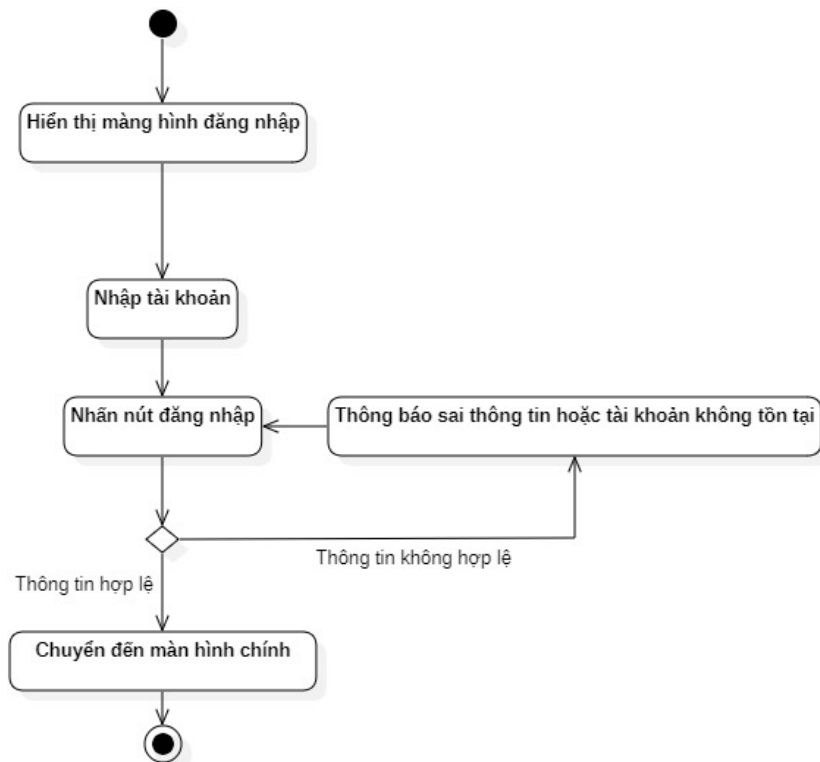 Hiển thị màng hình đăng nhập
Nhập tài khoản
Nhấn nút đăng nhập
Thông báo sai thông tin hoặc tài khoản không tồn tại
Thông tin không hợp lệ
Thông tin hợp lệ
Chuyển đến màn hình chính